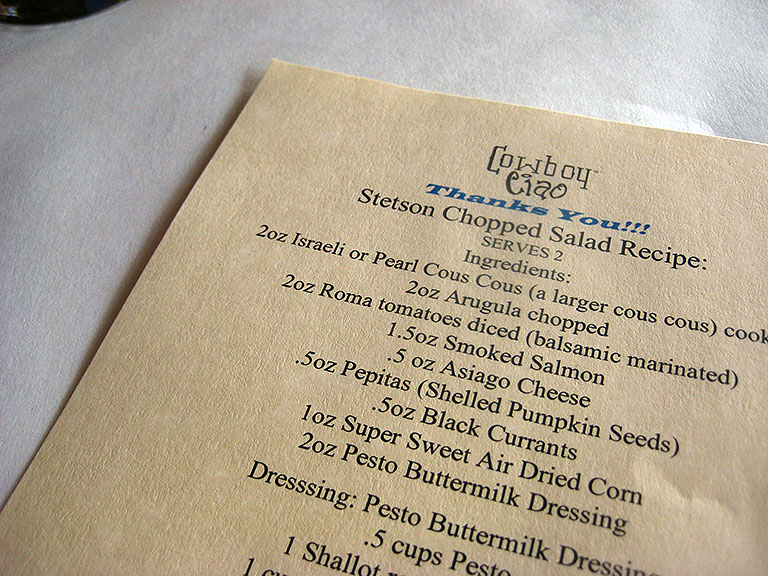 Cowboy
Ciao
Thanks You!!!
Stetson Chopped Salad Recipe:
SERVES 2
Ingredients:
2oz Israeli or Pearl Cous Cous (a larger cous cous) cook
2oz Arugula chopped
2oz Roma tomatoes diced (balsamic marinated)
1.5oz Smoked Salmon
.5 oz Asiago Cheese
.5oz Pepitas (Shelled Pumpkin Seeds)
.5oz Black Currants
1oz Super Sweet Air Dried Corn
2oz Pesto Buttermilk Dressing
Dresssing: Pesto Buttermilk Dressing
.5 cups Pesto
1 Shallot
1